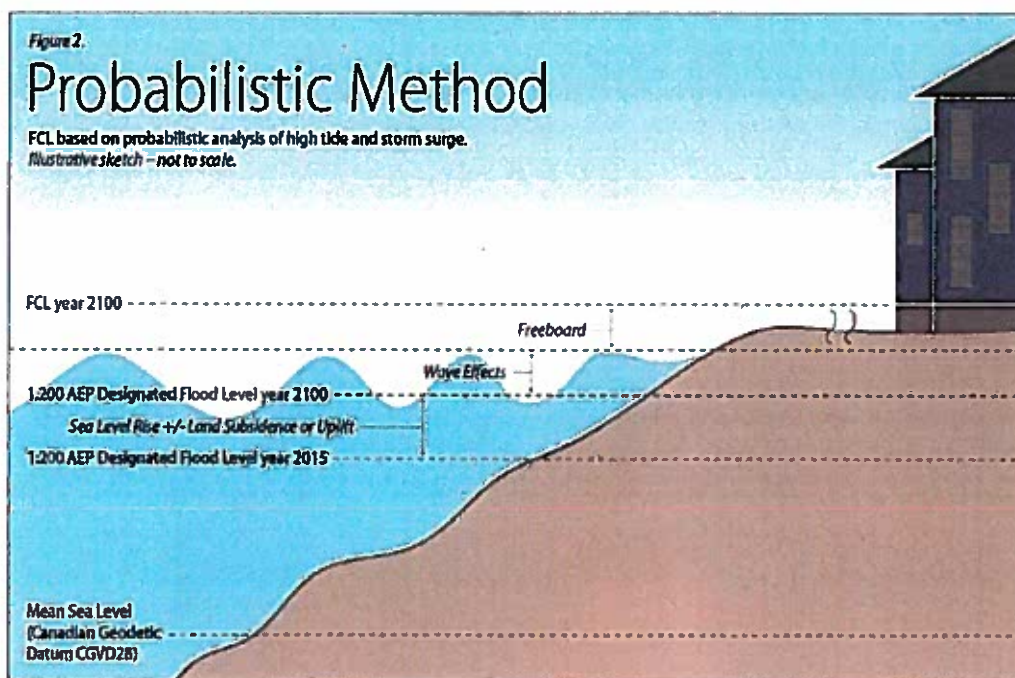 Figure 2.
Probabilistic Method
FCL based on probabilistic analysis of high tide and storm surge.
Illustrative sketch – not to scale.
FCL year 2100
Freeboard
Wave Effects
1:200 AEP Designated Flood Level year 2100
Sea Level Rise +/- Land Subsidence or Uplift
1:200 AEP Designated Flood Level year 2015
Mean Sea Level
(Canadian Geodetic
Datum CGVD28)